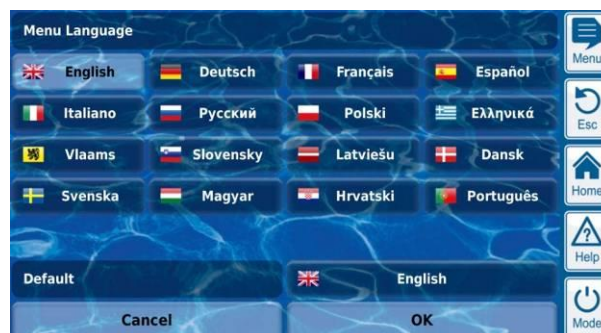 Menu Language
English Deutsch Français Español
Italiano Русский Polski Ελληνικά
Vlaams Slovensky Latviešu Dansk
Svenska Magyar Hrvatski Português
Default English
Cancel OK
Menu
Esc
Home
Help
Mode